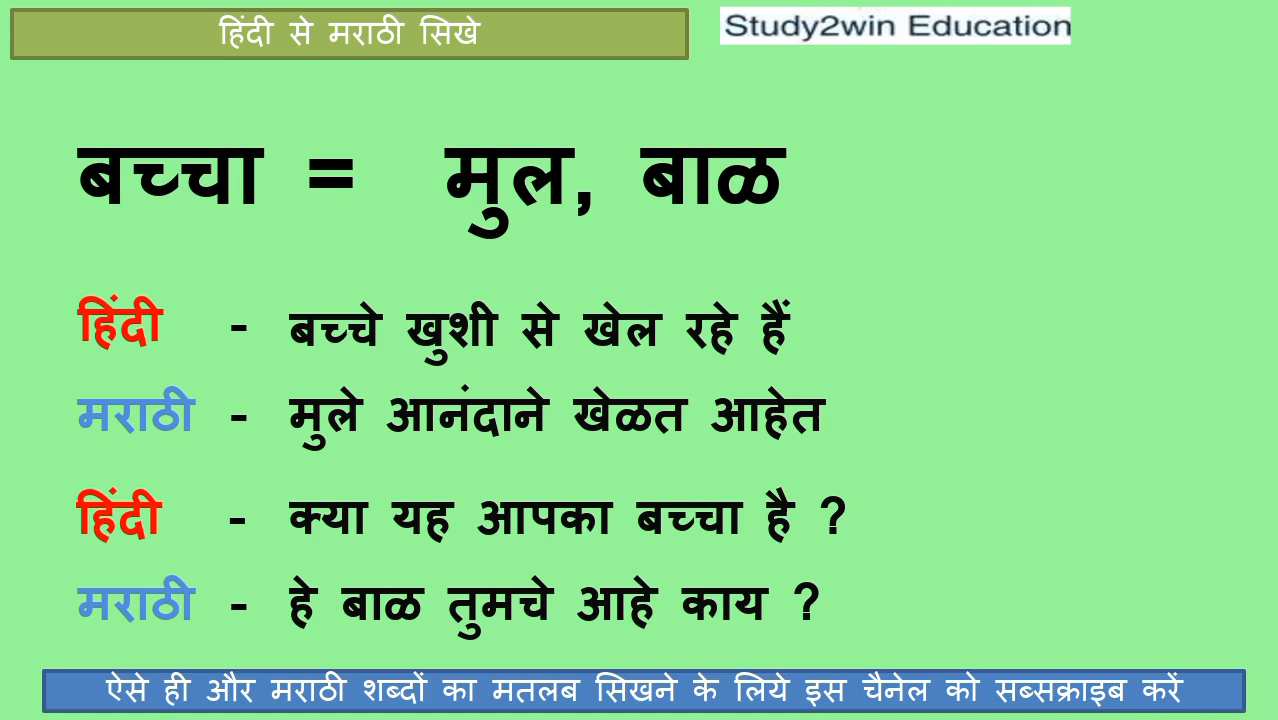 हिंदी से मराठी सिखे
Study2win Education
बच्चा = मुल, बाळ
हिंदी - बच्चे खुशी से खेल रहे हैं
मराठी - मुले आनंदाने खेळत आहेत
हिंदी - क्या यह आपका बच्चा है ?
मराठी - हे बाळ तुमचे आहे काय ?
ऐसे ही और मराठी शब्दों का मतलब सिखने के लिये इस चैनेल को सब्सक्राइब करें